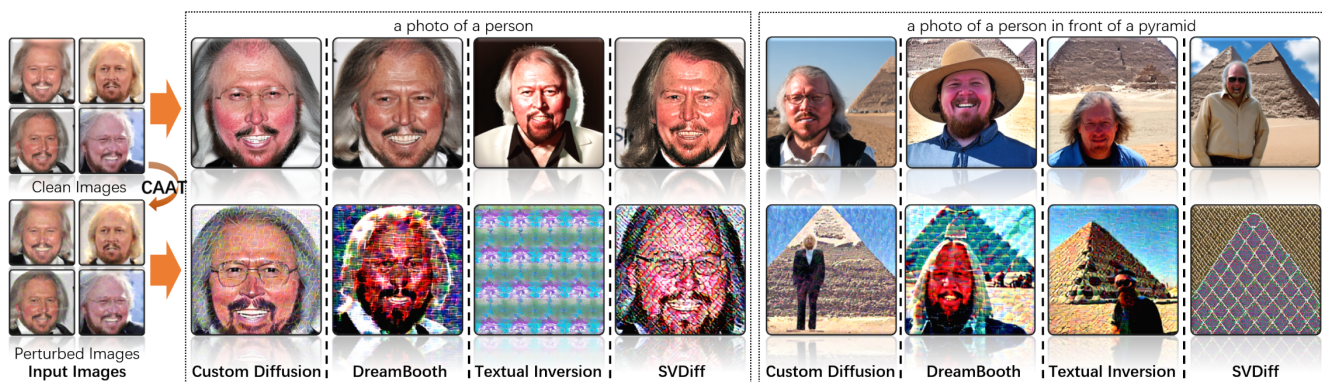 a photo of a person
a photo of a person in front of a pyramid
Clean Images
CAAT
Perturbed Images
Input Images
Custom Diffusion
DreamBooth
Textual Inversion
SVDiff
Custom Diffusion
DreamBooth
Textual Inversion
SVDiff